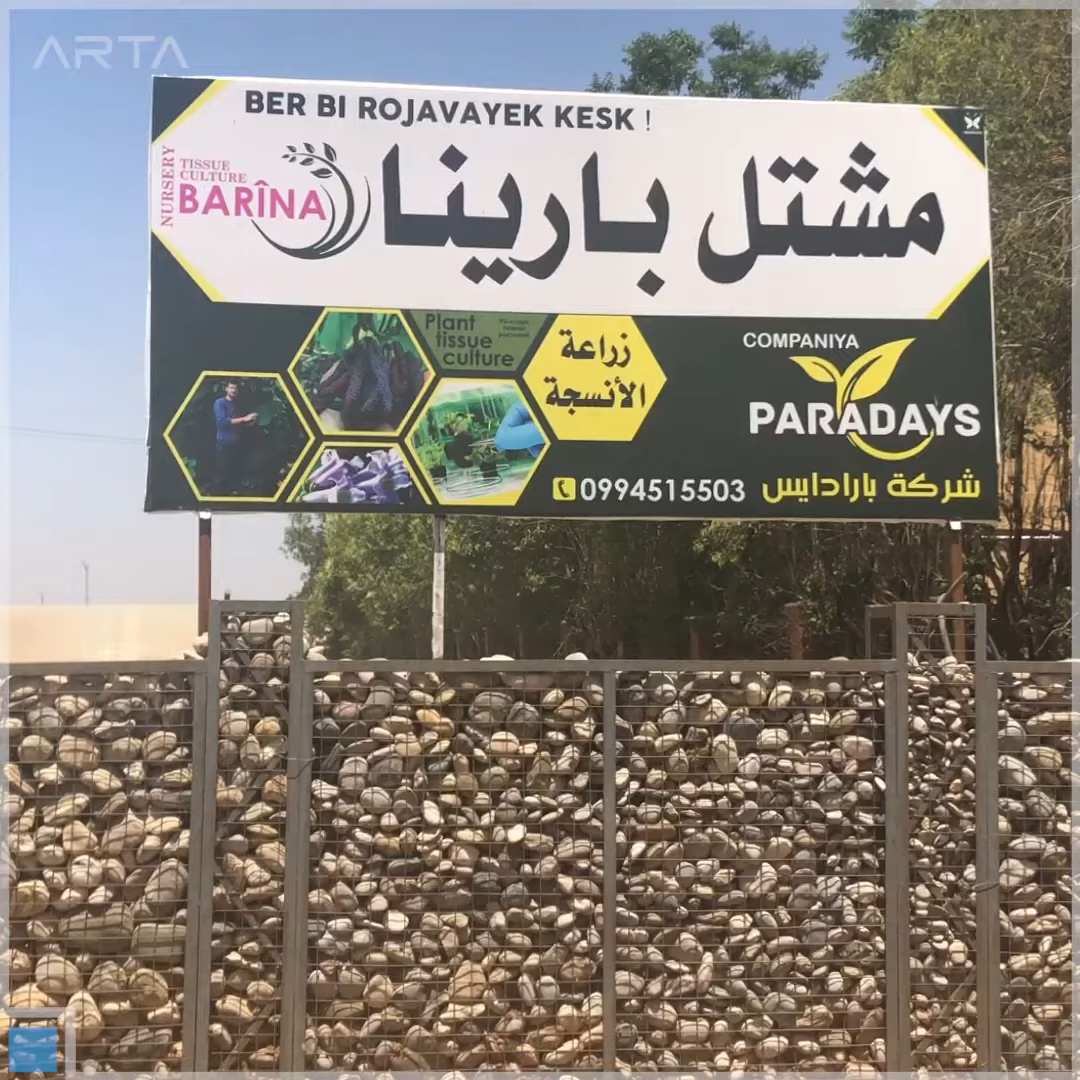 ARTA
BER BI ROJAVAYEK KESK !
NURSERY
TISSUE
CULTURE
BARÎNA
مشتل بارينا
Plant
tissue
culture
زراعة
الأنسجة
COMPANIYA
PARADAYS
شركة بارادايس
0994515503